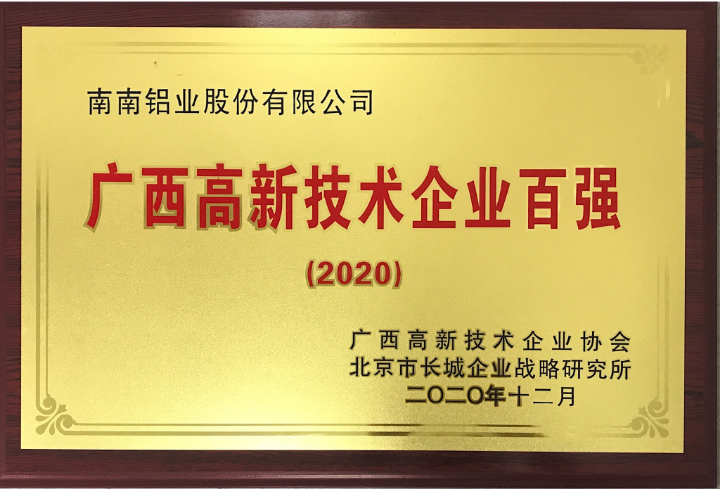 南南铝业股份有限公司
广西高新技术企业百强
(2020)
广西高新技术企业协会
北京市长城企业战略研究所
二〇二〇年十二月